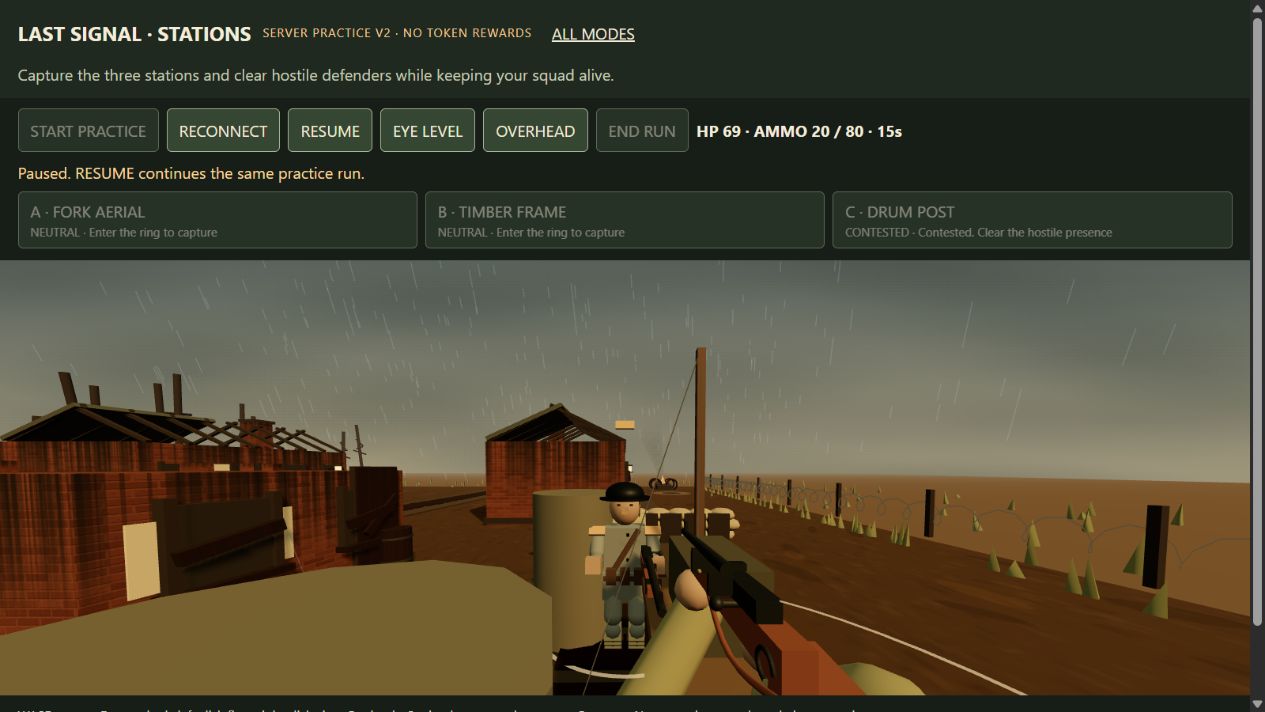 LAST SIGNAL · STATIONS SERVER PRACTICE V2 · NO TOKEN REWARDS ALL MODES
Capture the three stations and clear hostile defenders while keeping your squad alive.
START PRACTICE RECONNECT RESUME EYE LEVEL OVERHEAD END RUN HP 69 · AMMO 20 / 80 · 15s
Paused. RESUME continues the same practice run.
A · FORK AERIAL
NEUTRAL · Enter the ring to capture
B · TIMBER FRAME
NEUTRAL · Enter the ring to capture
C · DRUM POST
CONTESTED · Contested. Clear the hostile presence